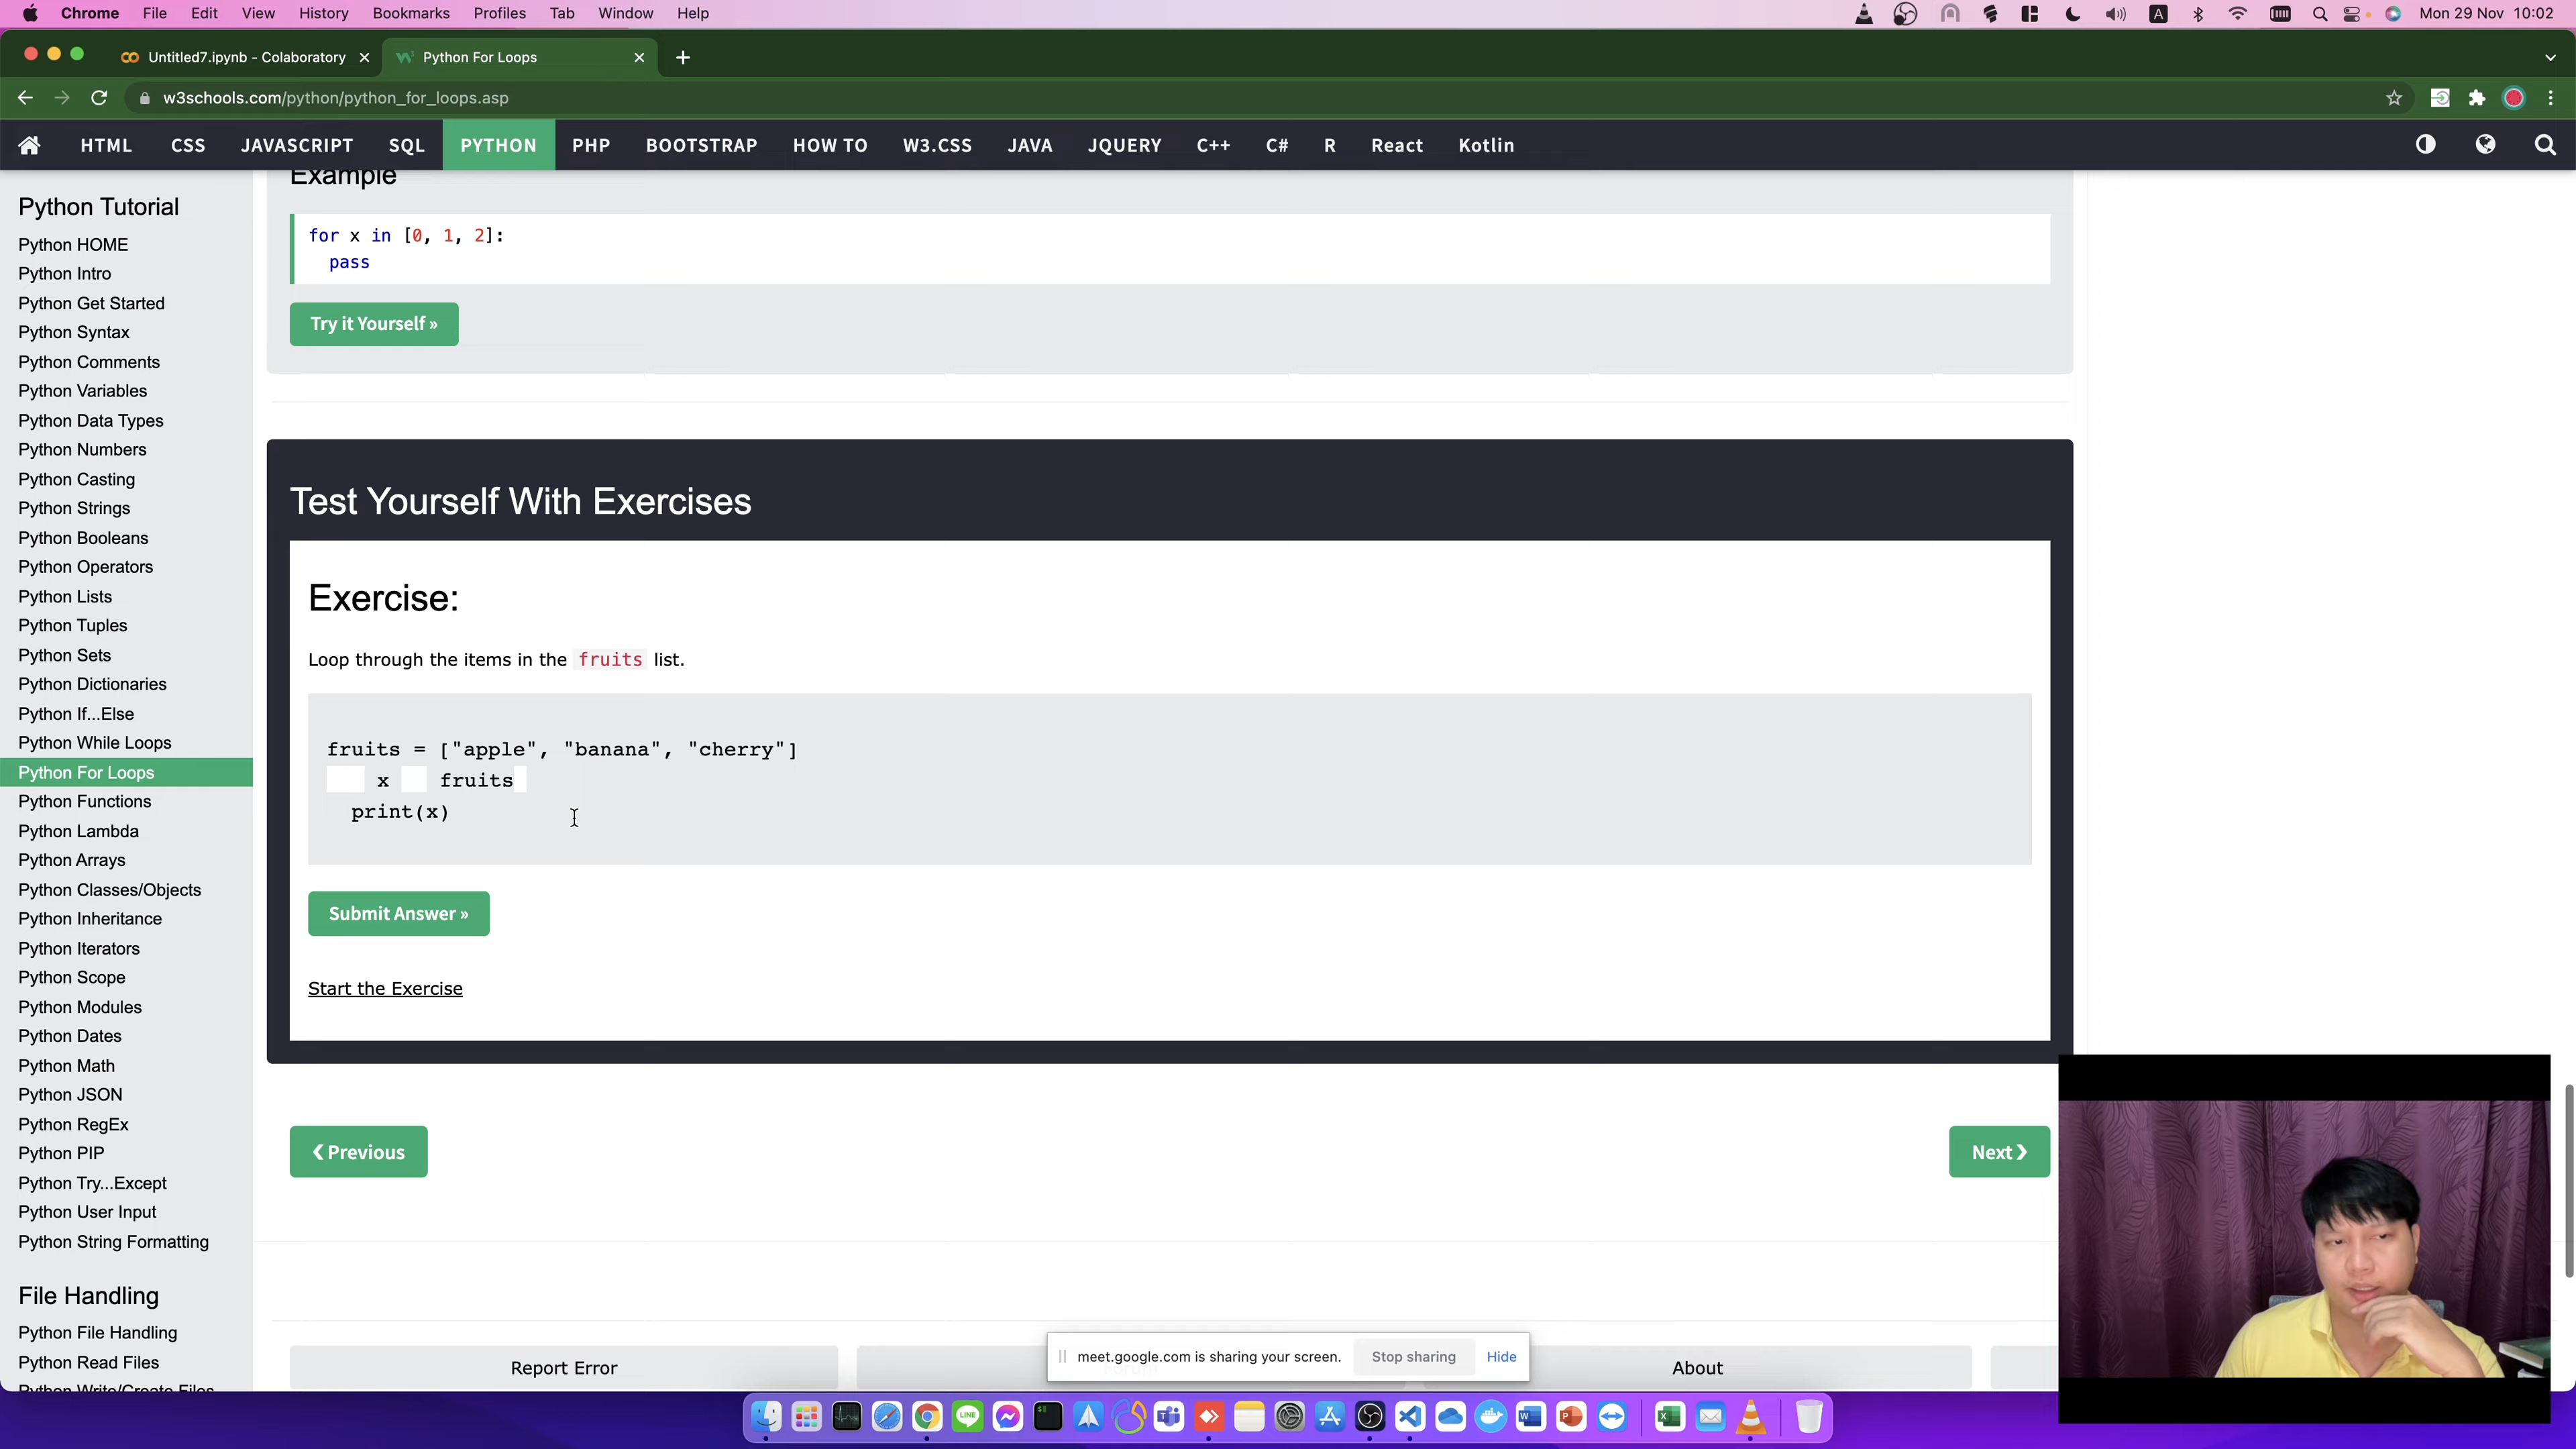 Chrome File Edit View History Bookmarks Profiles Tab Window Help
A
Mon 29 Nov 10:02
Untitled7.ipynb - Colaboratory
Python For Loops
w3schools.com/python/python_for_loops.asp
HTML CSS JAVASCRIPT SQL PYTHON PHP BOOTSTRAP HOW TO W3.CSS JAVA JQUERY C++ C# R React Kotlin
Python Tutorial
Python HOME
Python Intro
Python Get Started
Python Syntax
Python Comments
Python Variables
Python Data Types
Python Numbers
Python Casting
Python Strings
Python Booleans
Python Operators
Python Lists
Python Tuples
Python Sets
Python Dictionaries
Python If...Else
Python While Loops
Python For Loops
Python Functions
Python Lambda
Python Arrays
Python Classes/Objects
Python Inheritance
Python Iterators
Python Scope
Python Modules
Python Dates
Python Math
Python JSON
Python RegEx
Python PIP
Python Try...Except
Python User Input
Python String Formatting
File Handling
Python File Handling
Python Read Files
Python Write/Create Files
Example
for x in [0, 1, 2]:
pass
Try it Yourself »
Test Yourself With Exercises
Exercise:
Loop through the items in the fruits list.
fruits = ["apple", "banana", "cherry"]
x fruits
print(x)
Submit Answer »
Start the Exercise
❮ Previous
Next ❯
Report Error
About
meet.google.com is sharing your screen.
Stop sharing
Hide
LINE